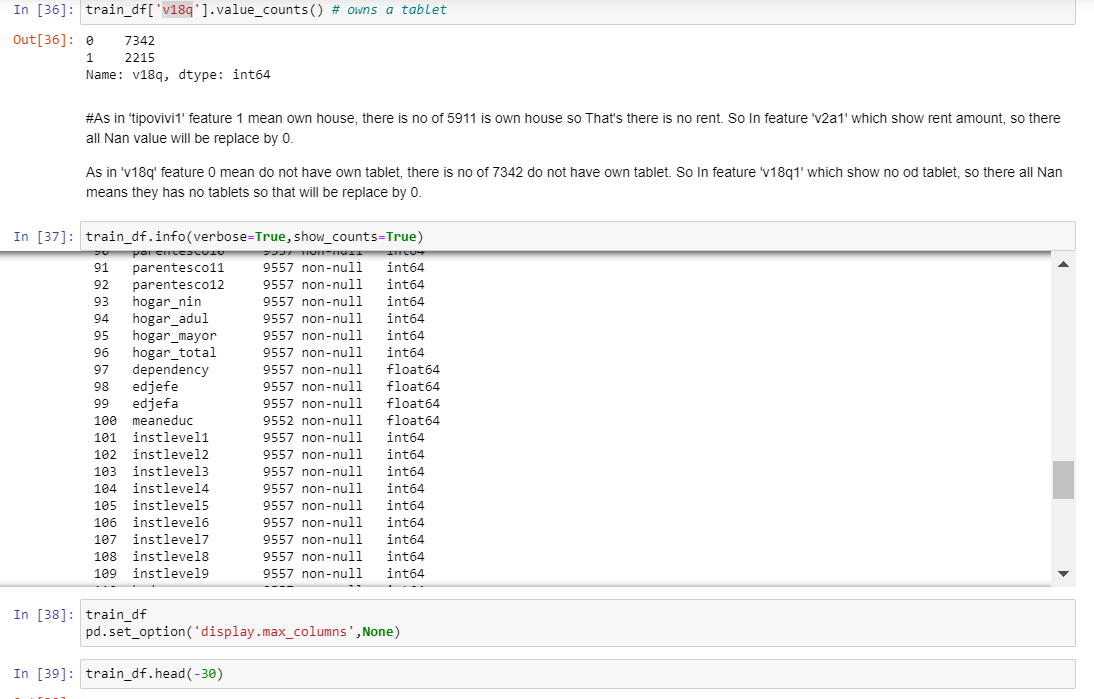 In [36]: train_df['v18q'].value_counts() # owns a tablet
Out[36]: 0    7342
1    2215
Name: v18q, dtype: int64
#As in 'tipovivi1' feature 1 mean own house, there is no of 5911 is own house so That's there is no rent. So In feature 'v2a1' which show rent amount, so there
all Nan value will be replace by 0.
As in 'v18q' feature 0 mean do not have own tablet, there is no of 7342 do not have own tablet. So In feature 'v18q1' which show no od tablet, so there all Nan
means they has no tablets so that will be replace by 0.
In [37]: train_df.info(verbose=True,show_counts=True)
90 parentesco10 9557 non-null int64
91 parentesco11 9557 non-null int64
92 parentesco12 9557 non-null int64
93 hogar_nin 9557 non-null int64
94 hogar_adul 9557 non-null int64
95 hogar_mayor 9557 non-null int64
96 hogar_total 9557 non-null int64
97 dependency 9557 non-null float64
98 edjefe 9557 non-null float64
99 edjefa 9557 non-null float64
100 meaneduc 9552 non-null float64
101 instlevel1 9557 non-null int64
102 instlevel2 9557 non-null int64
103 instlevel3 9557 non-null int64
104 instlevel4 9557 non-null int64
105 instlevel5 9557 non-null int64
106 instlevel6 9557 non-null int64
107 instlevel7 9557 non-null int64
108 instlevel8 9557 non-null int64
109 instlevel9 9557 non-null int64
In [38]: train_df
pd.set_option('display.max_columns',None)
In [39]: train_df.head(-30)